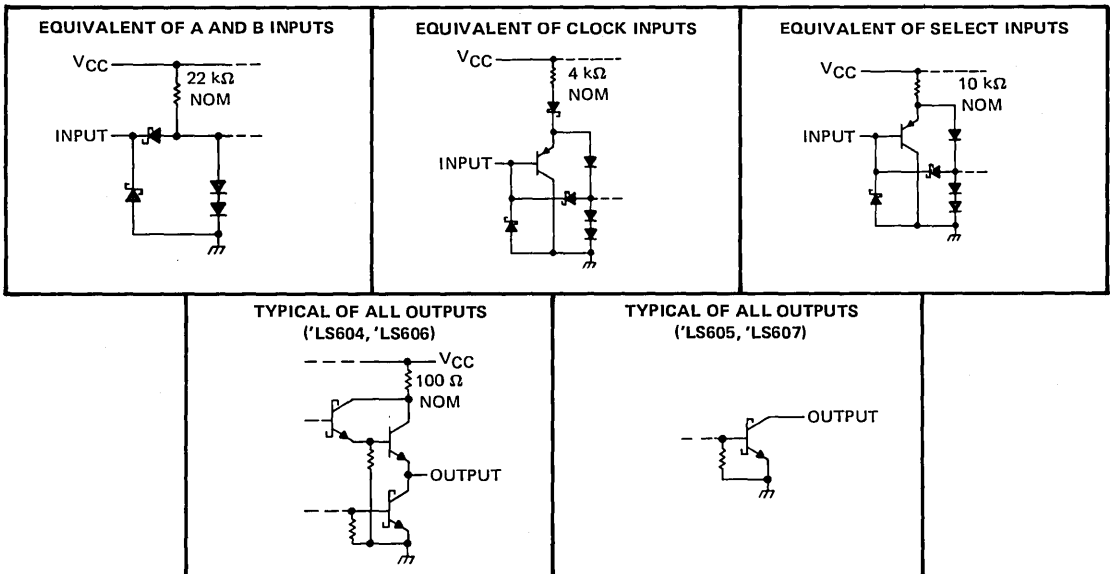 EQUIVALENT OF A AND B INPUTS
VCC
22 kΩ
NOM
INPUT
EQUIVALENT OF CLOCK INPUTS
VCC
4 kΩ
NOM
INPUT
EQUIVALENT OF SELECT INPUTS
VCC
10 kΩ
NOM
INPUT
TYPICAL OF ALL OUTPUTS
('LS604, 'LS606)
VCC
100 Ω
NOM
OUTPUT
TYPICAL OF ALL OUTPUTS
('LS605, 'LS607)
OUTPUT